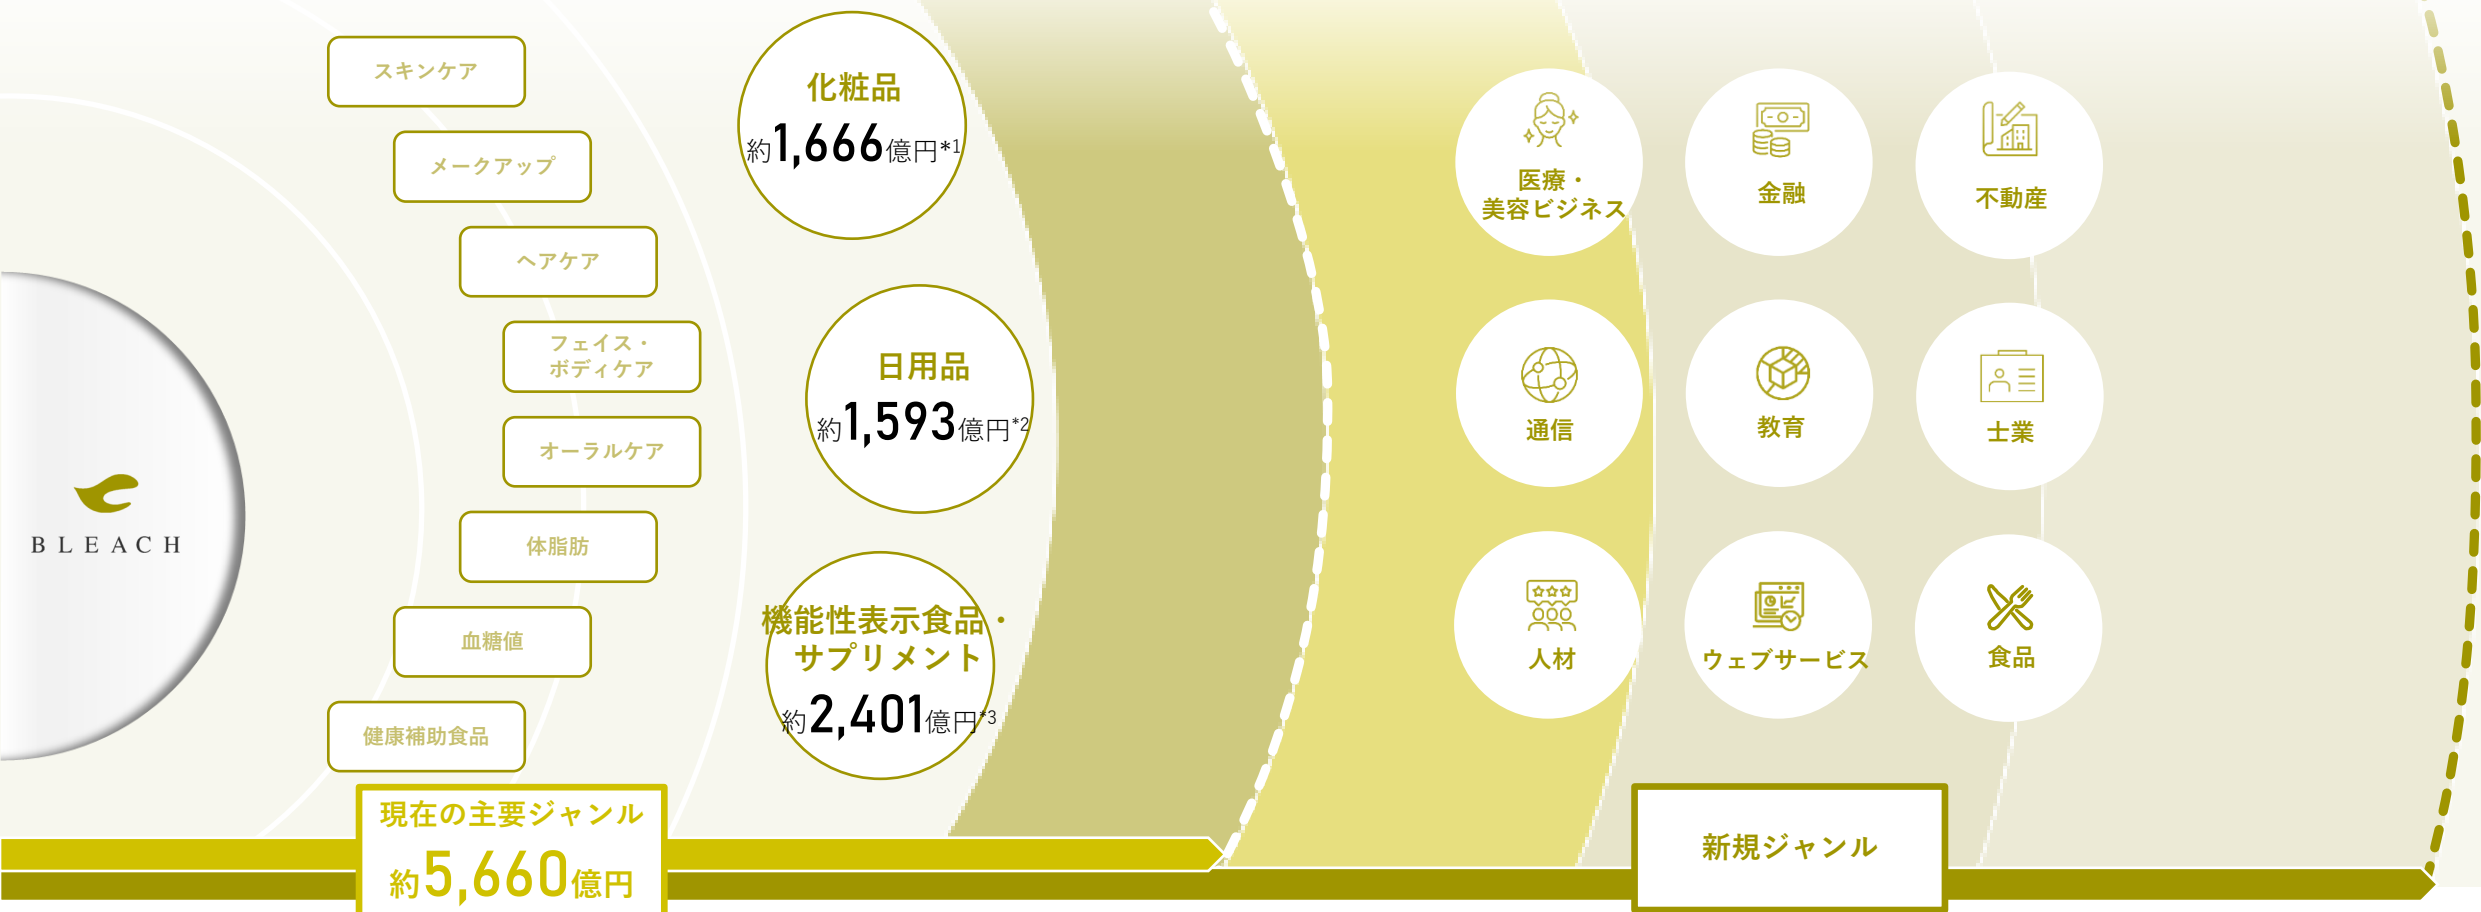 BLEACH
スキンケア
メークアップ
ヘアケア
フェイス・
ボディケア
オーラルケア
体脂肪
血糖値
健康補助食品
化粧品
約1,666億円*1
日用品
約1,593億円*2
機能性表示食品・
サプリメント
約2,401億円*3
現在の主要ジャンル
約5,660億円
医療・
美容ビジネス
金融
不動産
通信
教育
士業
人材
ウェブサービス
食品
新規ジャンル